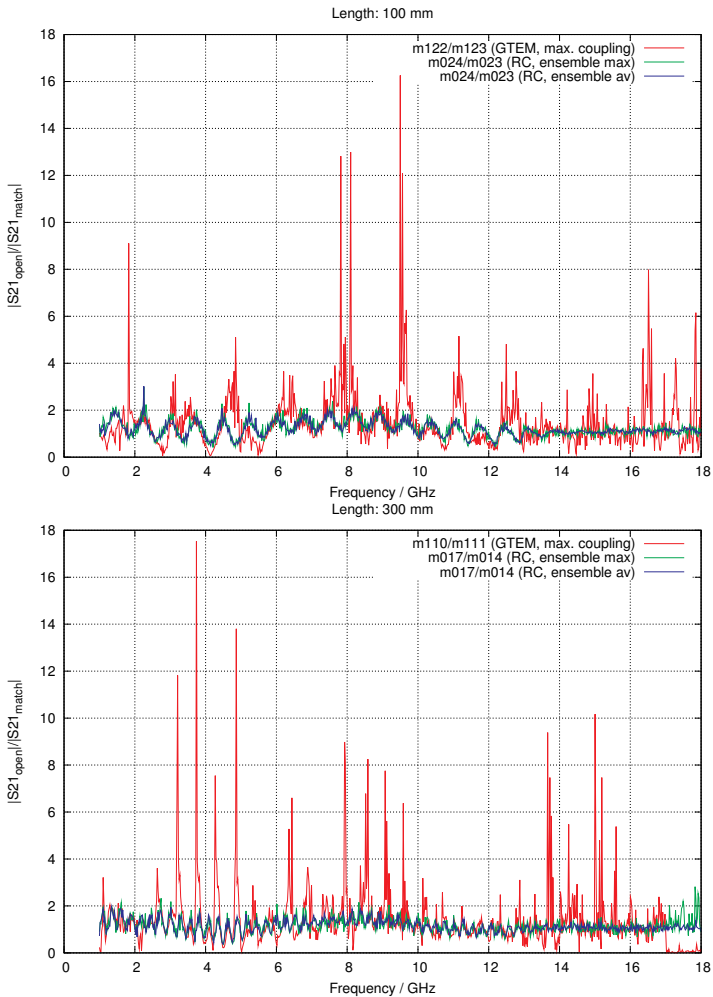 Length: 100 mm
m122/m123 (GTEM, max. coupling)
m024/m023 (RC, ensemble max)
m024/m023 (RC, ensemble av)
|S21open|/|S21match|
18
16
14
12
10
8
6
4
2
0
0 2 4 6 8 10 12 14 16 18
Frequency / GHz
Length: 300 mm
m110/m111 (GTEM, max. coupling)
m017/m014 (RC, ensemble max)
m017/m014 (RC, ensemble av)
|S21open|/|S21match|
18
16
14
12
10
8
6
4
2
0
0 2 4 6 8 10 12 14 16 18
Frequency / GHz